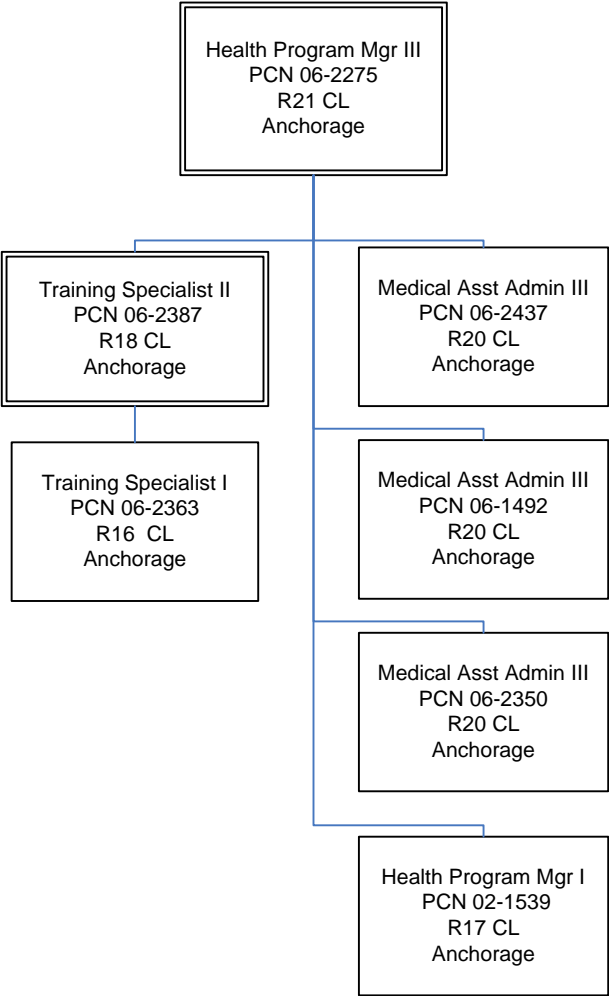 Health Program Mgr III
PCN 06-2275
R21 CL
Anchorage
Training Specialist II
PCN 06-2387
R18 CL
Anchorage
Training Specialist I
PCN 06-2363
R16  CL
Anchorage
Medical Asst Admin III
PCN 06-2437
R20 CL
Anchorage
Medical Asst Admin III
PCN 06-1492
R20 CL
Anchorage
Medical Asst Admin III
PCN 06-2350
R20 CL
Anchorage
Health Program Mgr I
PCN 02-1539
R17 CL
Anchorage